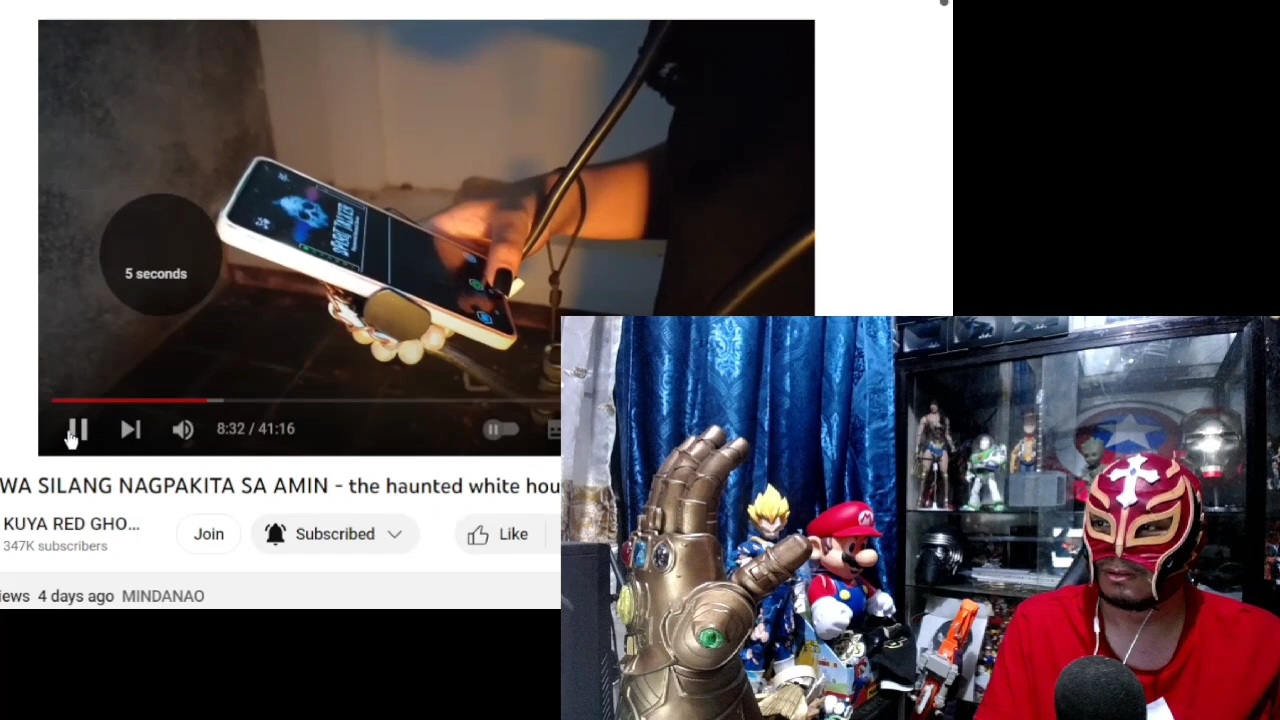 5 seconds
8:32 / 41:16
WA SILANG NAGPAKITA SA AMIN - the haunted white hou
KUYA RED GHO...
Join
Subscribed
Like
347K subscribers
iews 4 days ago MINDANAO